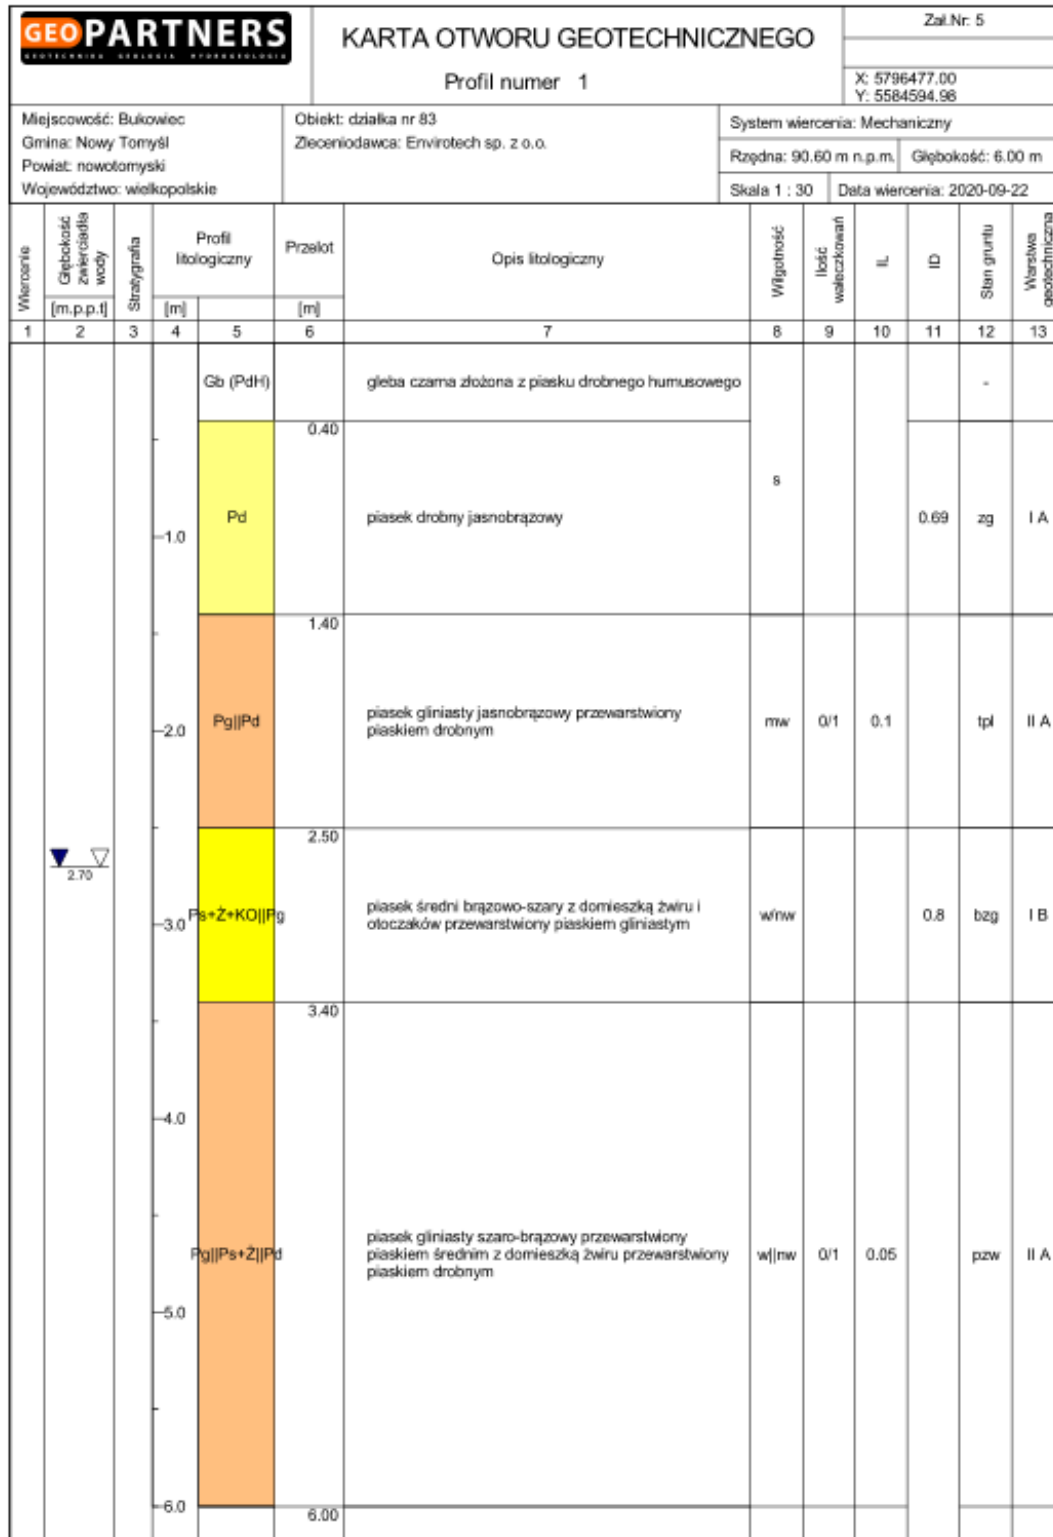 GEOPARTNERS
GEOTECHNIKA GEOLOGIA HYDROGEOLOGIA
KARTA OTWORU GEOTECHNICZNEGO
Profil numer 1
Zał.Nr: 5
X: 5796477.00
Y: 5584594.98
Miejscowość: Bukowiec
Gmina: Nowy Tomyśl
Powiat: nowotomyski
Województwo: wielkopolskie
Obiekt: działka nr 83
Zleceniodawca: Envirotech sp. z o.o.
System wiercenia: Mechaniczny
Rzędna: 90.60 m n.p.m. Głębokość: 6.00 m
Skala 1 : 30 Data wiercenia: 2020-09-22
Wiercenie
Głębokość zwierciadła wody
[m.p.p.t]
Stratygrafia
Profil litologiczny
[m]
Przelot
[m]
Opis litologiczny
Wilgotność
Ilość wałeczkowań
IL
ID
Stan gruntu
Warstwa geotechniczna
1 2 3 4 5 6 7 8 9 10 11 12 13
Gb (PdH) gleba czarna złożona z piasku drobnego humusowego -
0.40
s
1.0 Pd piasek drobny jasnobrązowy 0.69 zg I A
1.40
2.0 Pg||Pd piasek gliniasty jasnobrązowy przewarstwiony
piaskiem drobnym mw 0/1 0.1 tpl II A
2.50
2.70
3.0 Ps+Ż+KO||Pg piasek średni brązowo-szary z domieszką żwiru i
otoczaków przewarstwiony piaskiem gliniastym w/nw 0.8 bzg I B
3.40
4.0
Pg||Ps+Ż||Pd piasek gliniasty szaro-brązowy przewarstwiony
piaskiem średnim z domieszką żwiru przewarstwiony
piaskiem drobnym w||nw 0/1 0.05 pzw II A
5.0
6.0
6.00